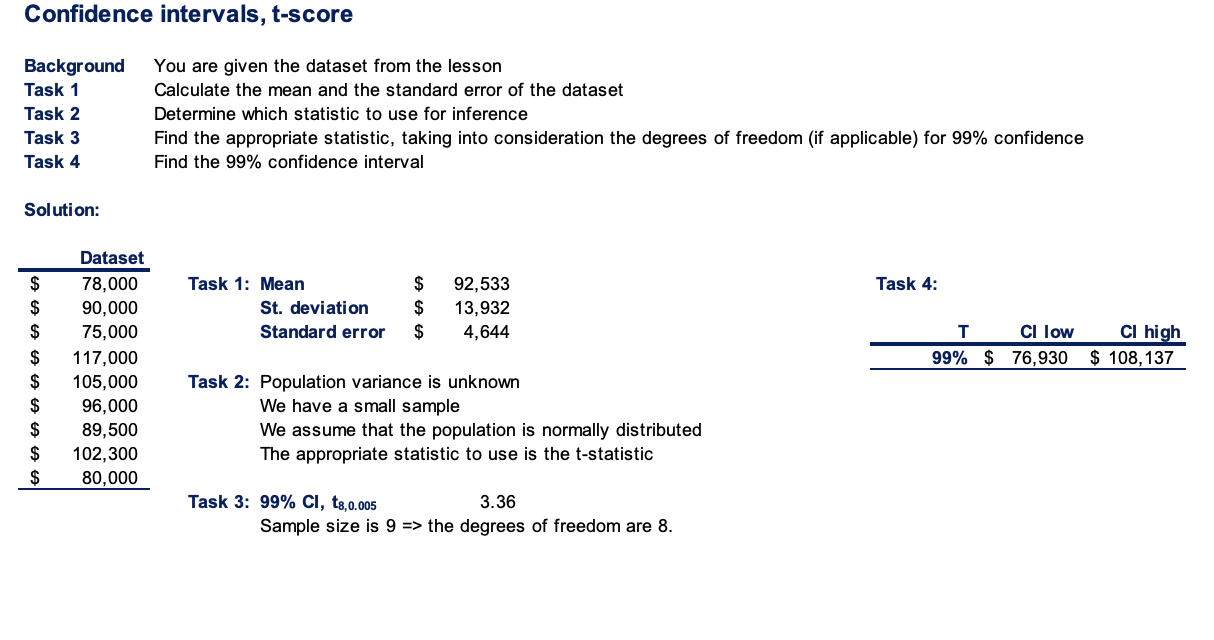 Confidence intervals, t-score
Background You are given the dataset from the lesson
Task 1 Calculate the mean and the standard error of the dataset
Task 2 Determine which statistic to use for inference
Task 3 Find the appropriate statistic, taking into consideration the degrees of freedom (if applicable) for 99% confidence
Task 4 Find the 99% confidence interval
Solution:
Dataset
$ 78,000 Task 1: Mean $ 92,533 Task 4:
$ 90,000 St. deviation $ 13,932
$ 75,000 Standard error $ 4,644 T CI low CI high
$ 117,000 99% $ 76,930 $ 108,137
$ 105,000 Task 2: Population variance is unknown
$ 96,000 We have a small sample
$ 89,500 We assume that the population is normally distributed
$ 102,300 The appropriate statistic to use is the t-statistic
$ 80,000
Task 3: 99% CI, t8,0.005 3.36
Sample size is 9 => the degrees of freedom are 8.